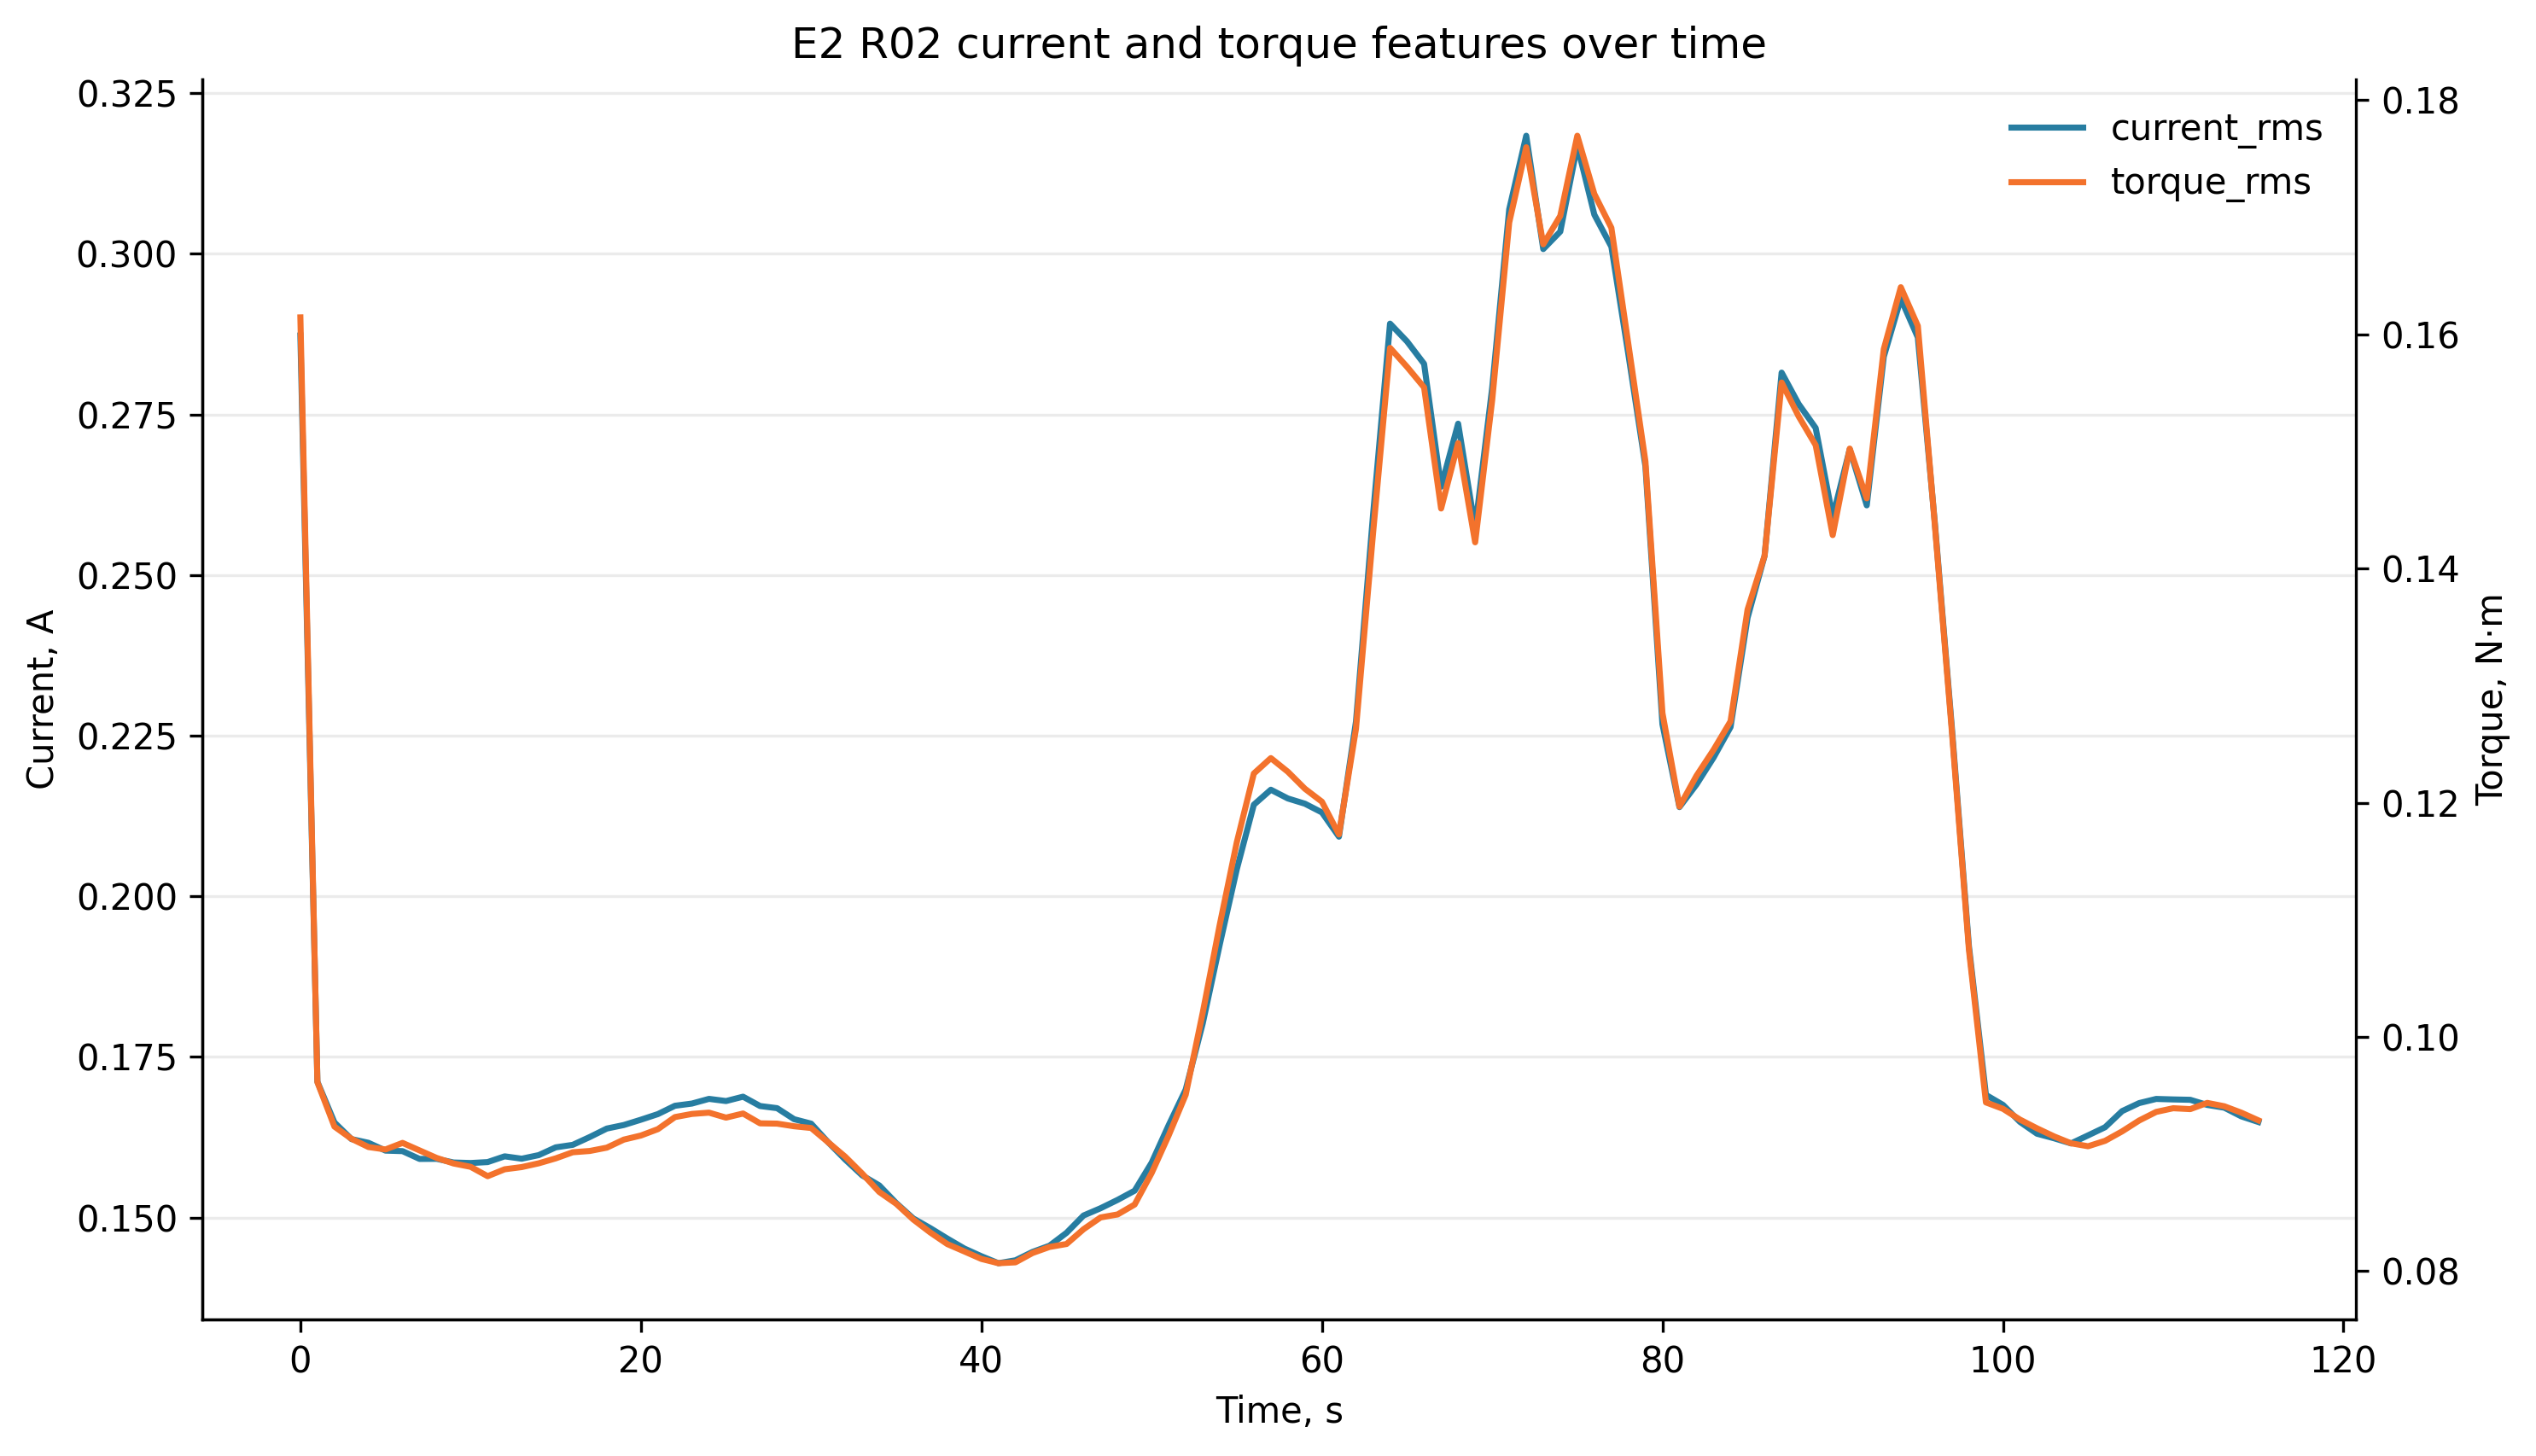 E2 R02 current and torque features over time
0.325
0.300
0.275
0.250
0.225
0.200
0.175
0.150
Current, A
0.18
0.16
0.14
0.12
0.10
0.08
Torque, N·m
current_rms
torque_rms
0 20 40 60 80 100 120
Time, s